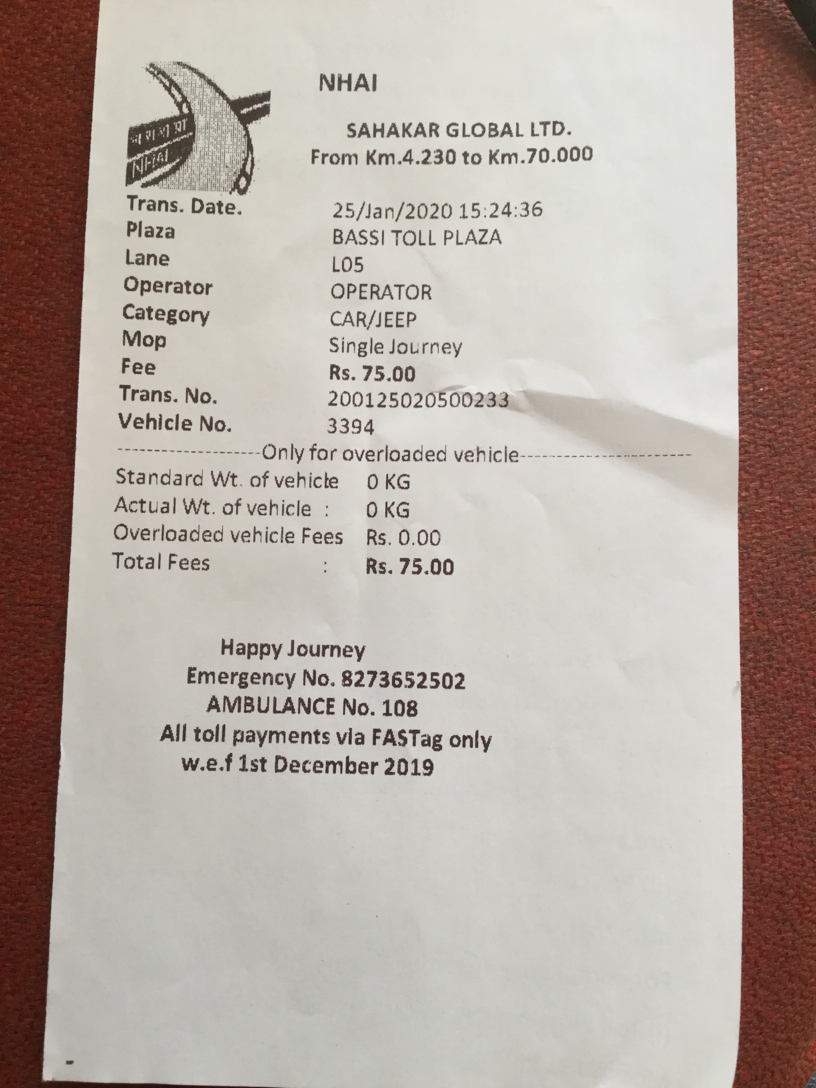 NHAI
भा रा रा प्रा
NHAI
SAHAKAR GLOBAL LTD.
From Km.4.230 to Km.70.000
Trans. Date. 25/Jan/2020 15:24:36
Plaza BASSI TOLL PLAZA
Lane L05
Operator OPERATOR
Category CAR/JEEP
Mop Single Journey
Fee Rs. 75.00
Trans. No. 200125020500233
Vehicle No. 3394
-------------------Only for overloaded vehicle----------------------
Standard Wt. of vehicle 0 KG
Actual Wt. of vehicle : 0 KG
Overloaded vehicle Fees Rs. 0.00
Total Fees : Rs. 75.00
Happy Journey
Emergency No. 8273652502
AMBULANCE No. 108
All toll payments via FASTag only
w.e.f 1st December 2019